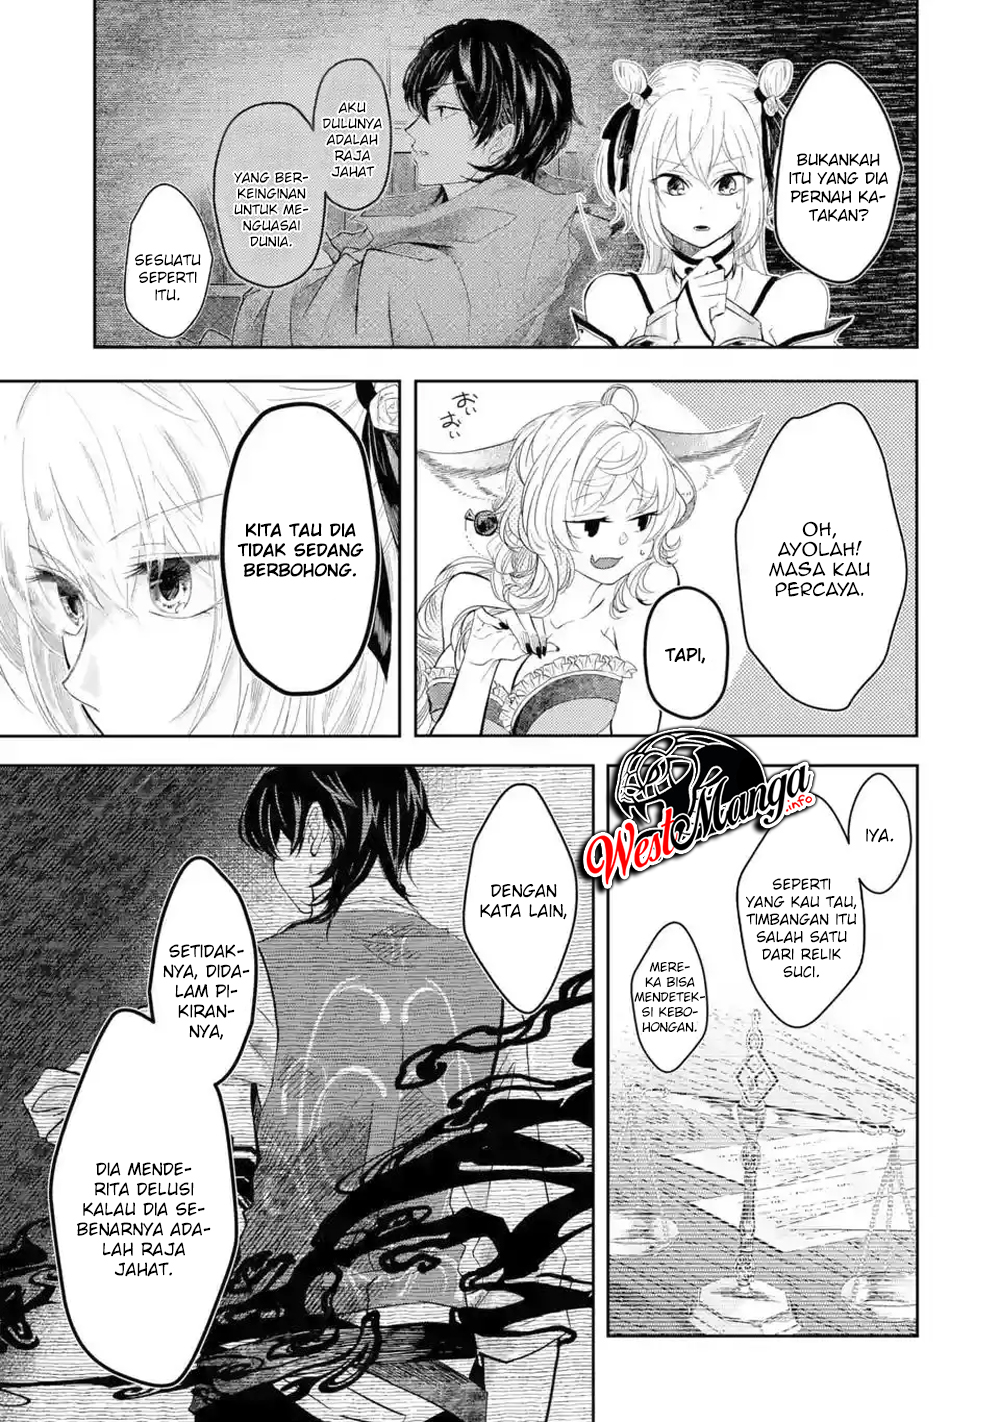 BUKANKAH
ITU YANG DIA
PERNAH KA-
TAKAN?
AKU
DULUNYA
ADALAH
RAJA
JAHAT
YANG BER-
KEINGINAN
UNTUK ME-
NGUASAI
DUNIA.
SESUATU
SEPERTI
ITU.
OH,
AYOLAH!
MASA KAU
PERCAYA.
おぃ
おぃ
TAPI,
KITA TAU DIA
TIDAK SEDANG
BERBOHONG.
WestManga
.info
IYA.
SEPERTI
YANG KAU TAU,
TIMBANGAN ITU
SALAH SATU
DARI RELIK
SUCI.
MERE-
KA BISA
MENDETEK-
SI KEBO-
HONGAN.
DENGAN
KATA LAIN,
SETIDAK-
NYA, DIDA-
LAM PI-
KIRAN-
NYA,
DIA MENDE-
RITA DELUSI
KALAU DIA SE-
BENARNYA ADA-
LAH RAJA
JAHAT.